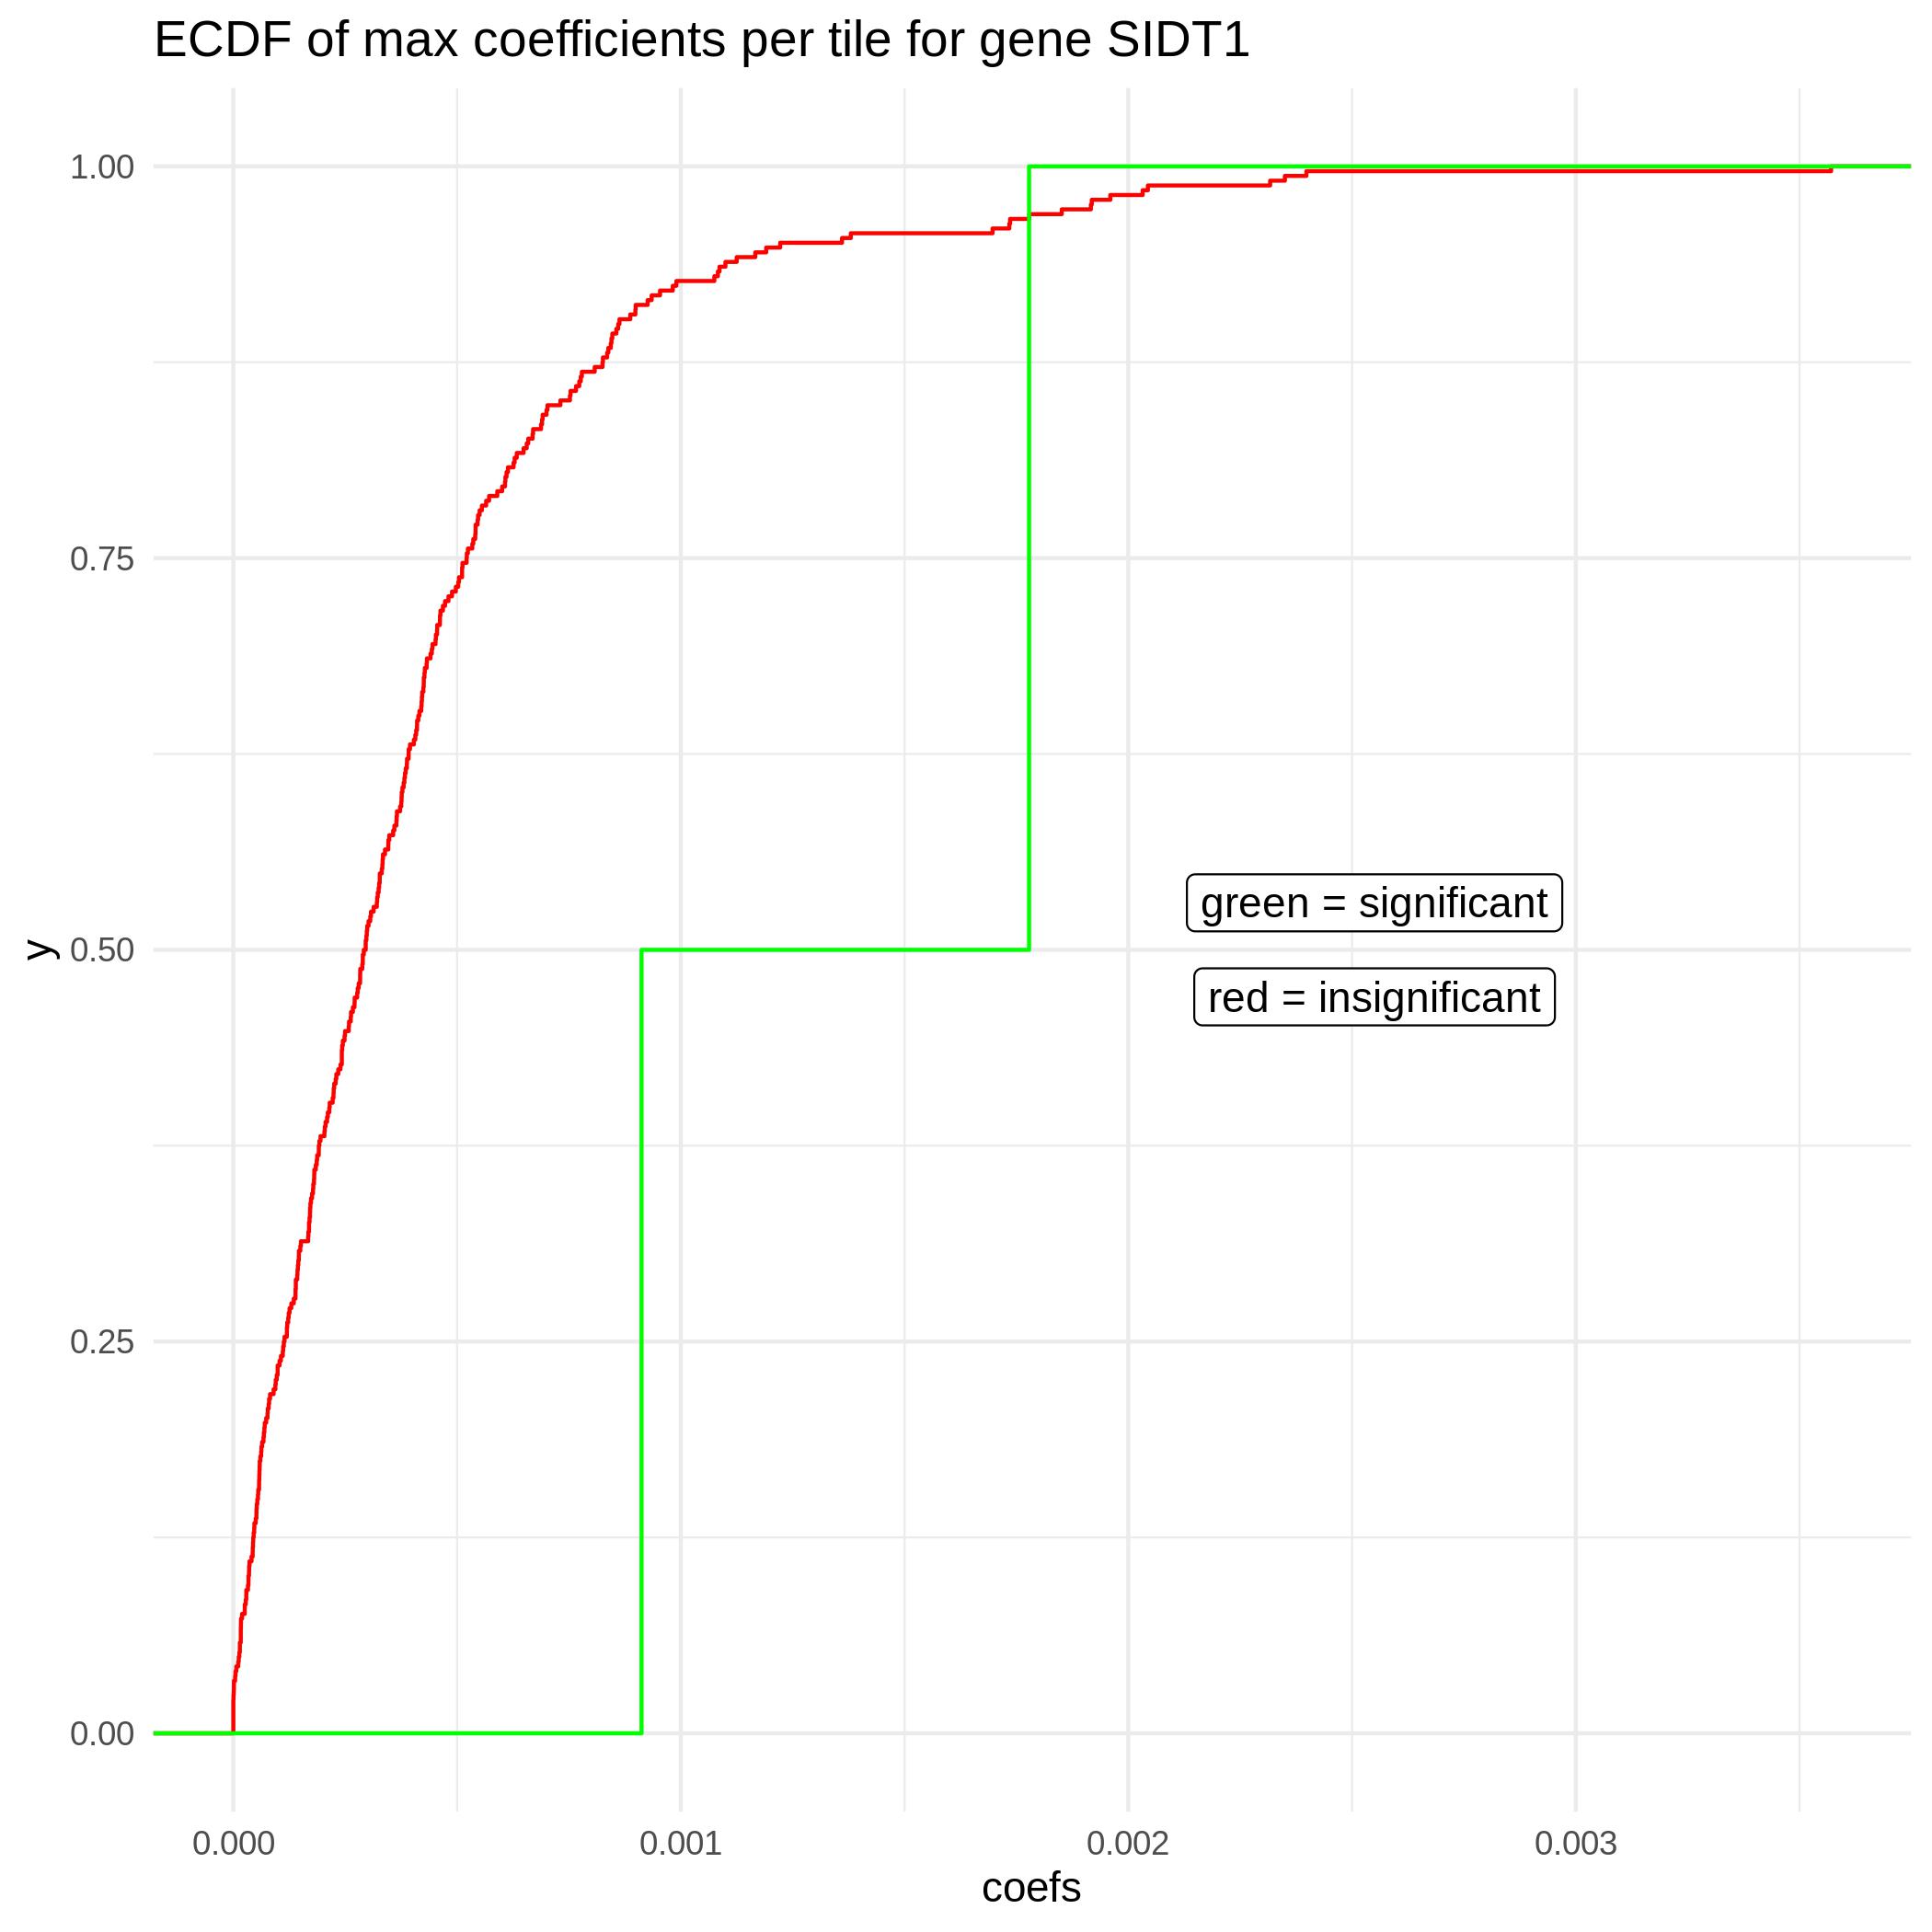 ECDF of max coefficients per tile for gene SIDT1
1.00
0.75
0.50
0.25
0.00
y
green = significant
red = insignificant
0.000
0.001
0.002
0.003
coefs